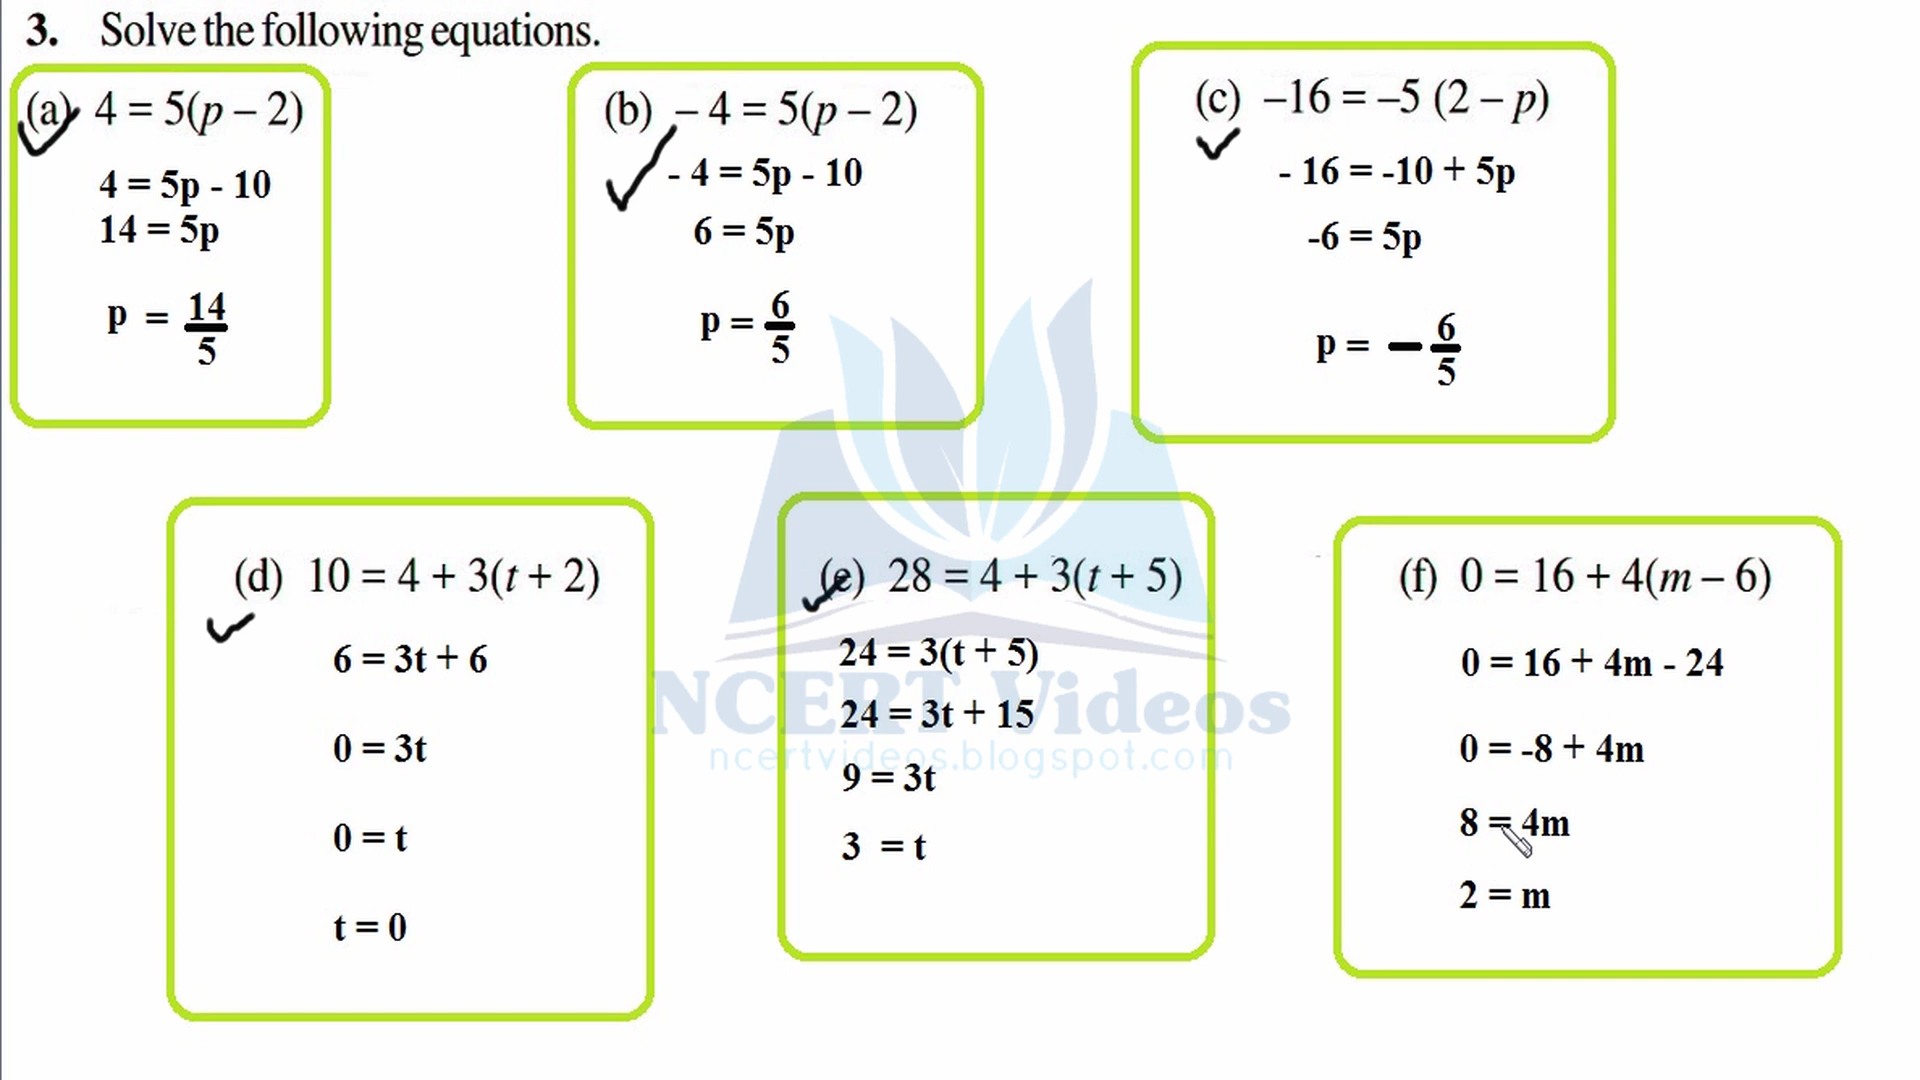 3. Solve the following equations.
(a) 4 = 5(p – 2)
4 = 5p - 10
14 = 5p
p = 14/5
(b) – 4 = 5(p – 2)
- 4 = 5p - 10
6 = 5p
p = 6/5
(c) –16 = –5 (2 – p)
- 16 = -10 + 5p
-6 = 5p
p = - 6/5
(d) 10 = 4 + 3(t + 2)
6 = 3t + 6
0 = 3t
0 = t
t = 0
(e) 28 = 4 + 3(t + 5)
24 = 3(t + 5)
24 = 3t + 15
9 = 3t
3 = t
(f) 0 = 16 + 4(m – 6)
0 = 16 + 4m - 24
0 = -8 + 4m
8 = 4m
2 = m
NCERT Videos
ncertvideos.blogspot.com